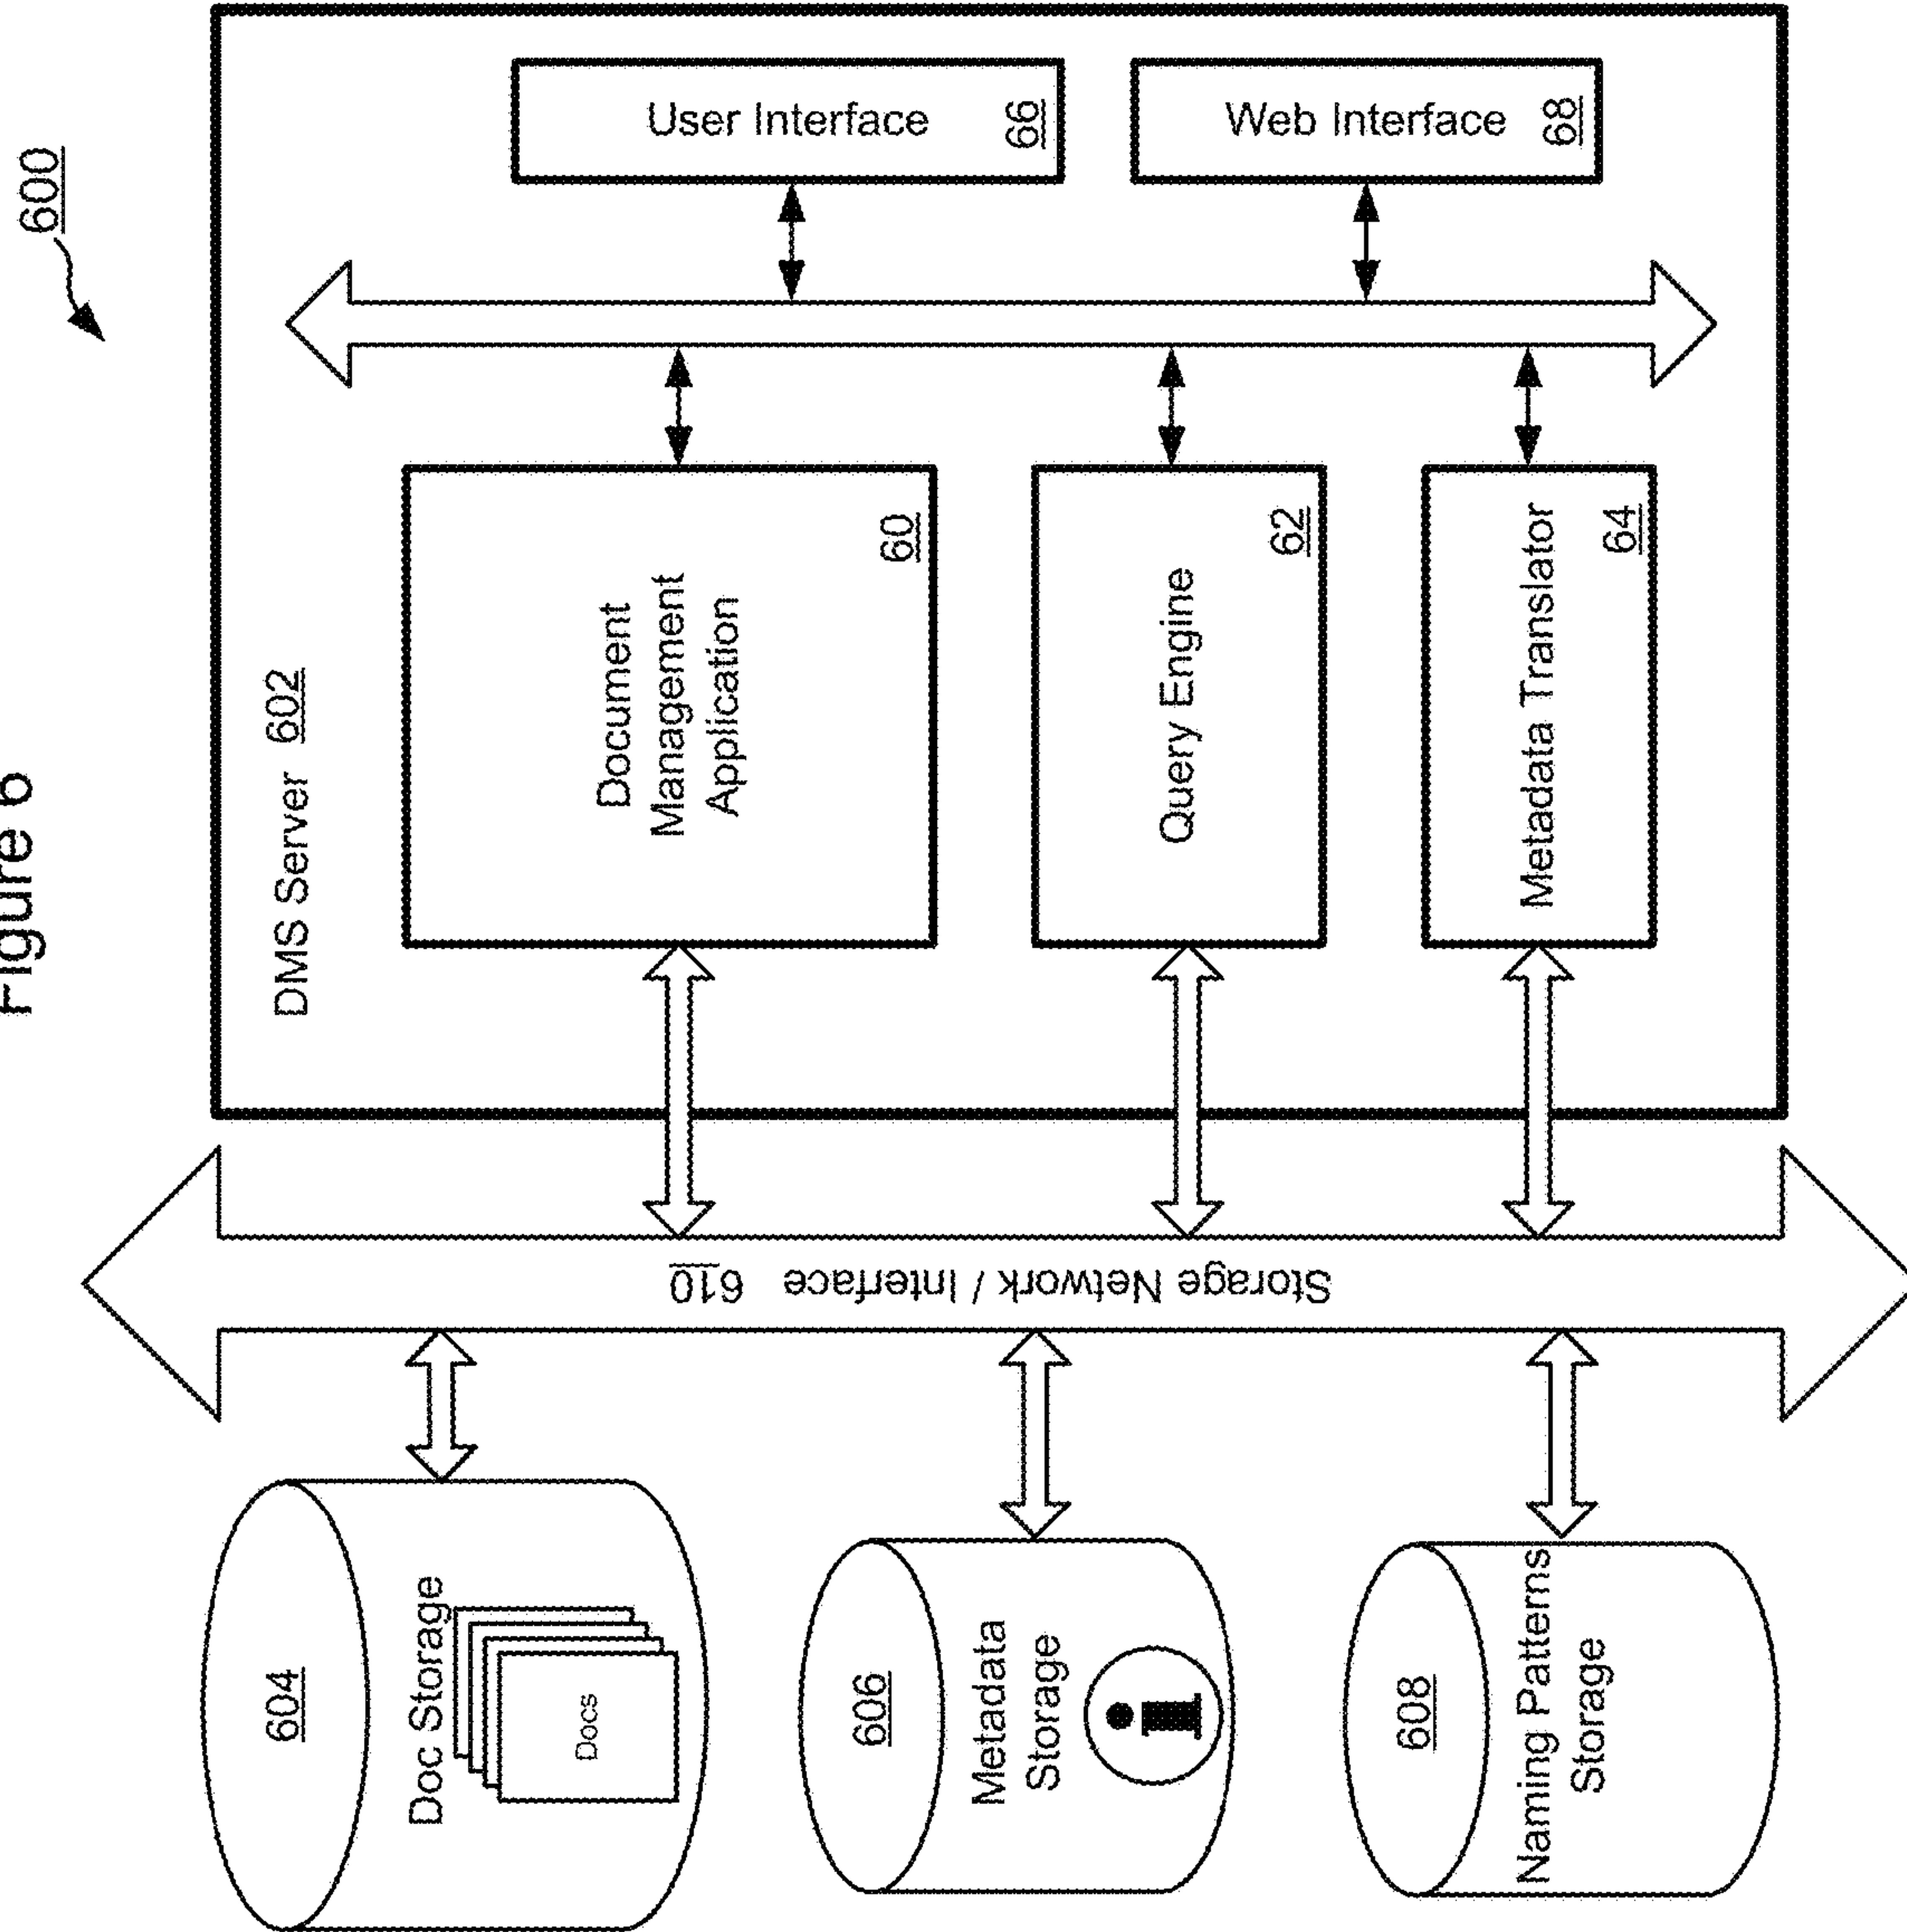 Figure 6
600
DMS Server 602
User Interface
66
Web Interface
68
Document
Management
Application
60
Query Engine
62
Metadata Translator
64
Storage Network / Interface 610
604
Doc Storage
Docs
606
Metadata
Storage
i
608
Naming Patterns
Storage